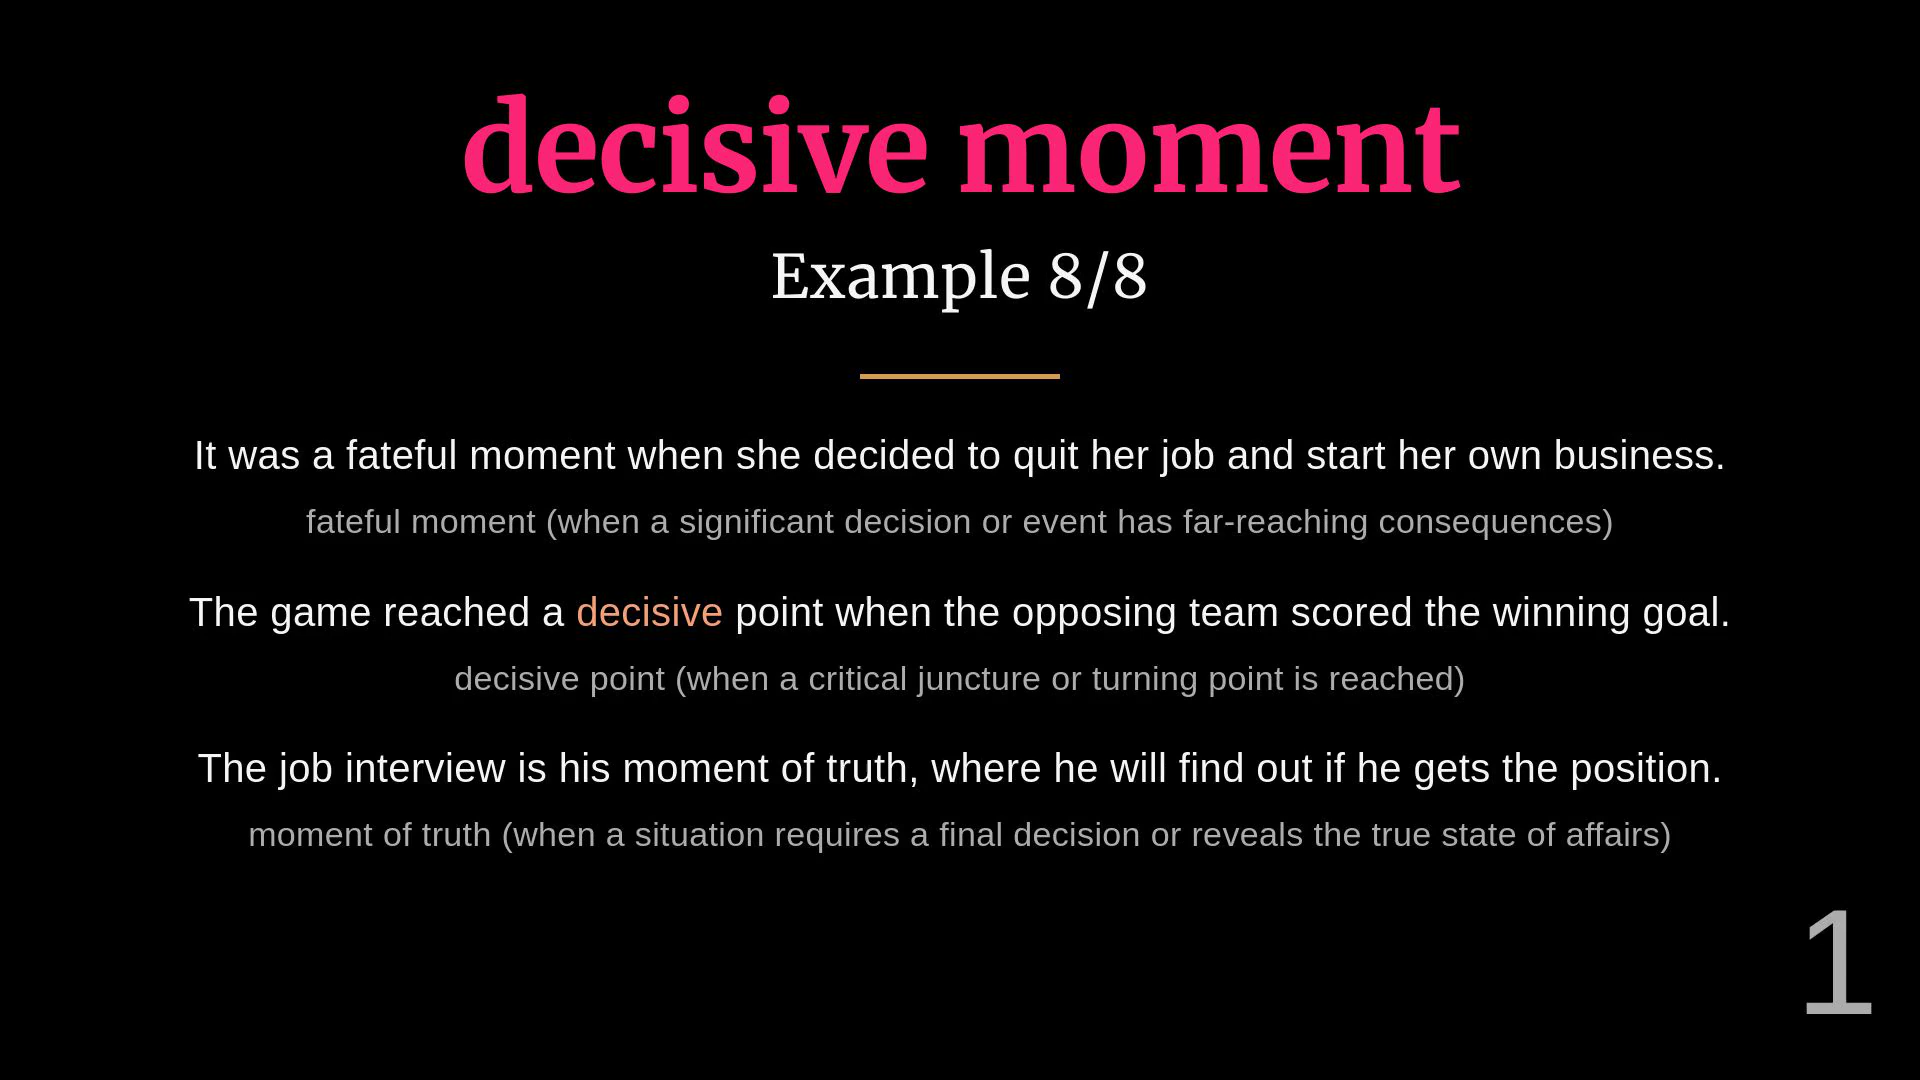 decisive moment
Example 8/8
It was a fateful moment when she decided to quit her job and start her own business.
fateful moment (when a significant decision or event has far-reaching consequences)
The game reached a decisive point when the opposing team scored the winning goal.
decisive point (when a critical juncture or turning point is reached)
The job interview is his moment of truth, where he will find out if he gets the position.
moment of truth (when a situation requires a final decision or reveals the true state of affairs)
1